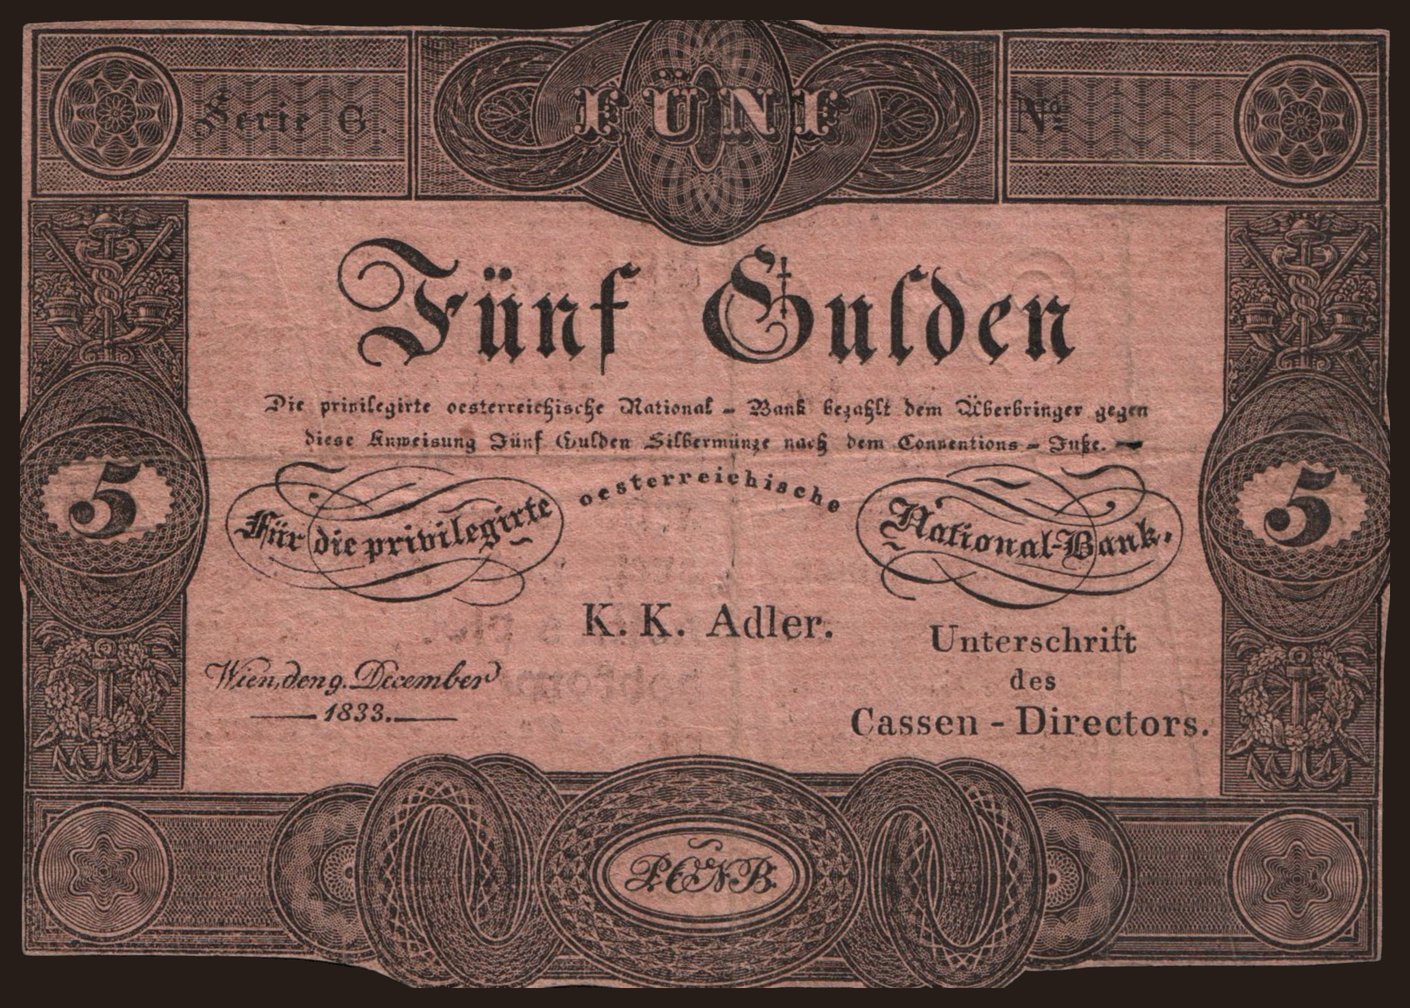 Serie G. FÜNF No
Fünf Gulden
Die privilegirte oesterreichische National - Bank bezahlt dem Überbringer gegen
diese Anweisung Fünf Gulden Silbermünze nach dem Conventions - Fuße.
Für die privilegirte oesterreichische National-Bank.
5 5
K. K. Adler.
Unterschrift
des
Cassen - Directors.
Wien, den 9. December
1833.
P.O.N.B.